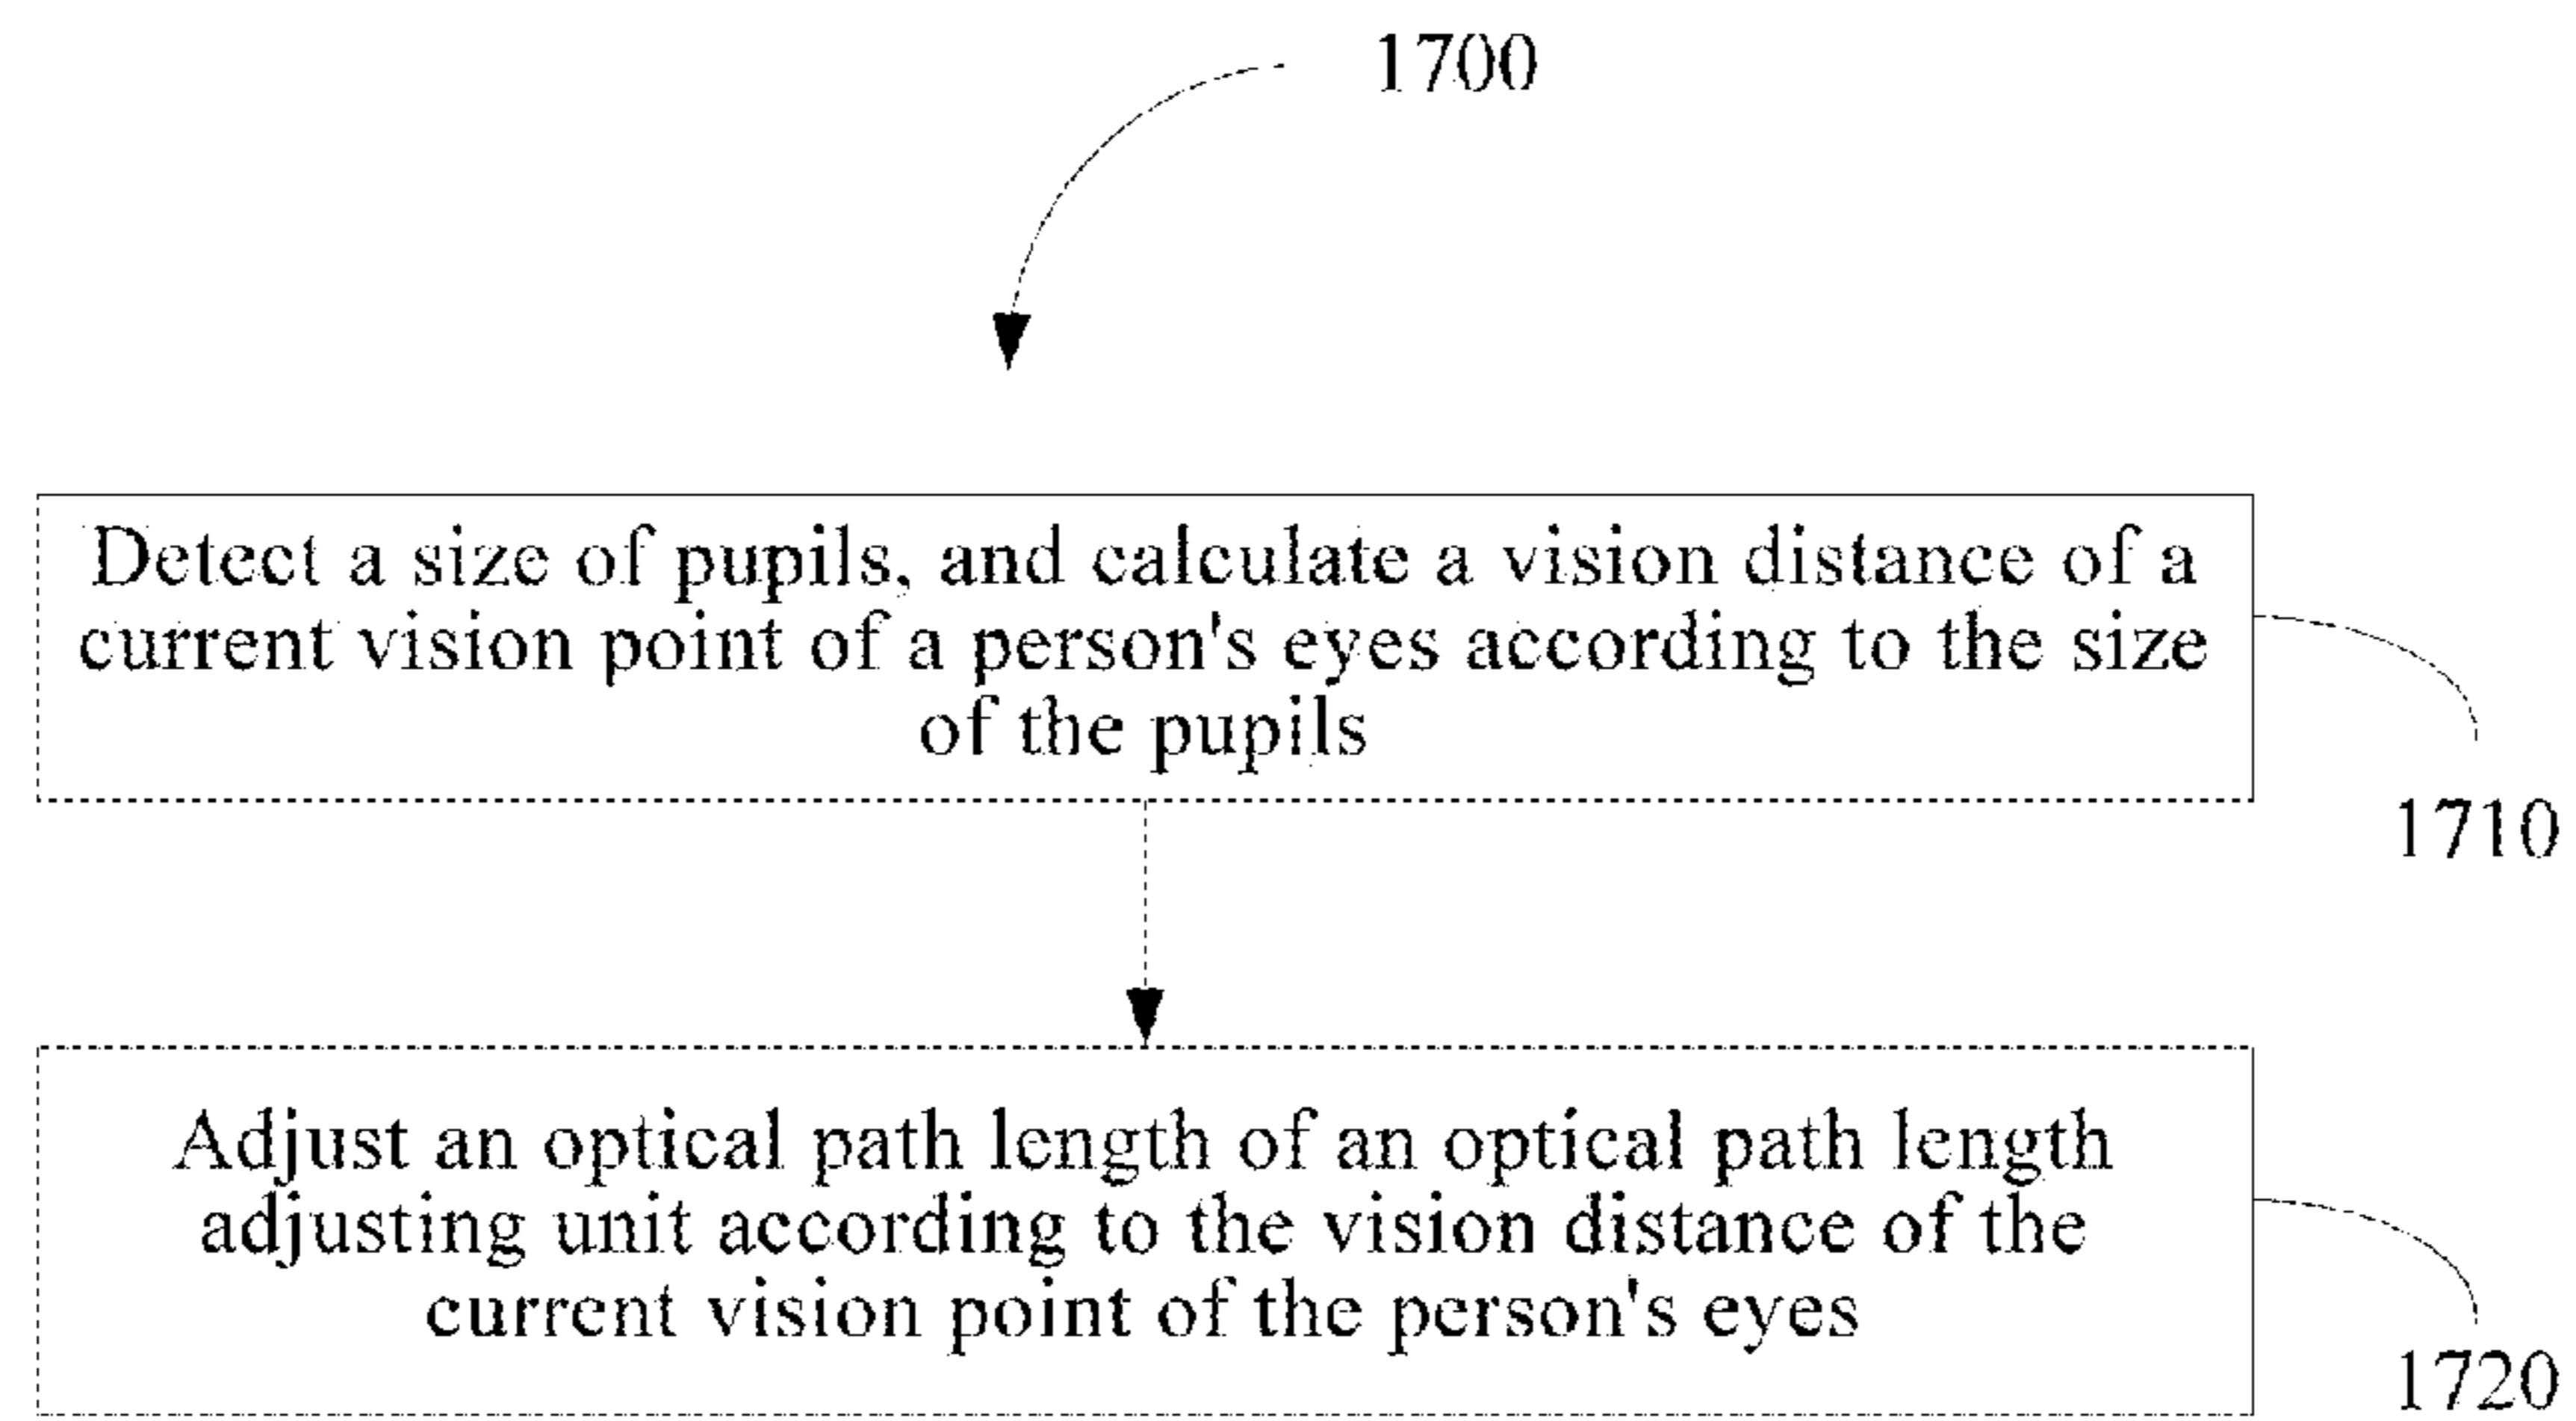 1700
Detect a size of pupils, and calculate a vision distance of a
current vision point of a person's eyes according to the size
of the pupils
1710
Adjust an optical path length of an optical path length
adjusting unit according to the vision distance of the
current vision point of the person's eyes
1720